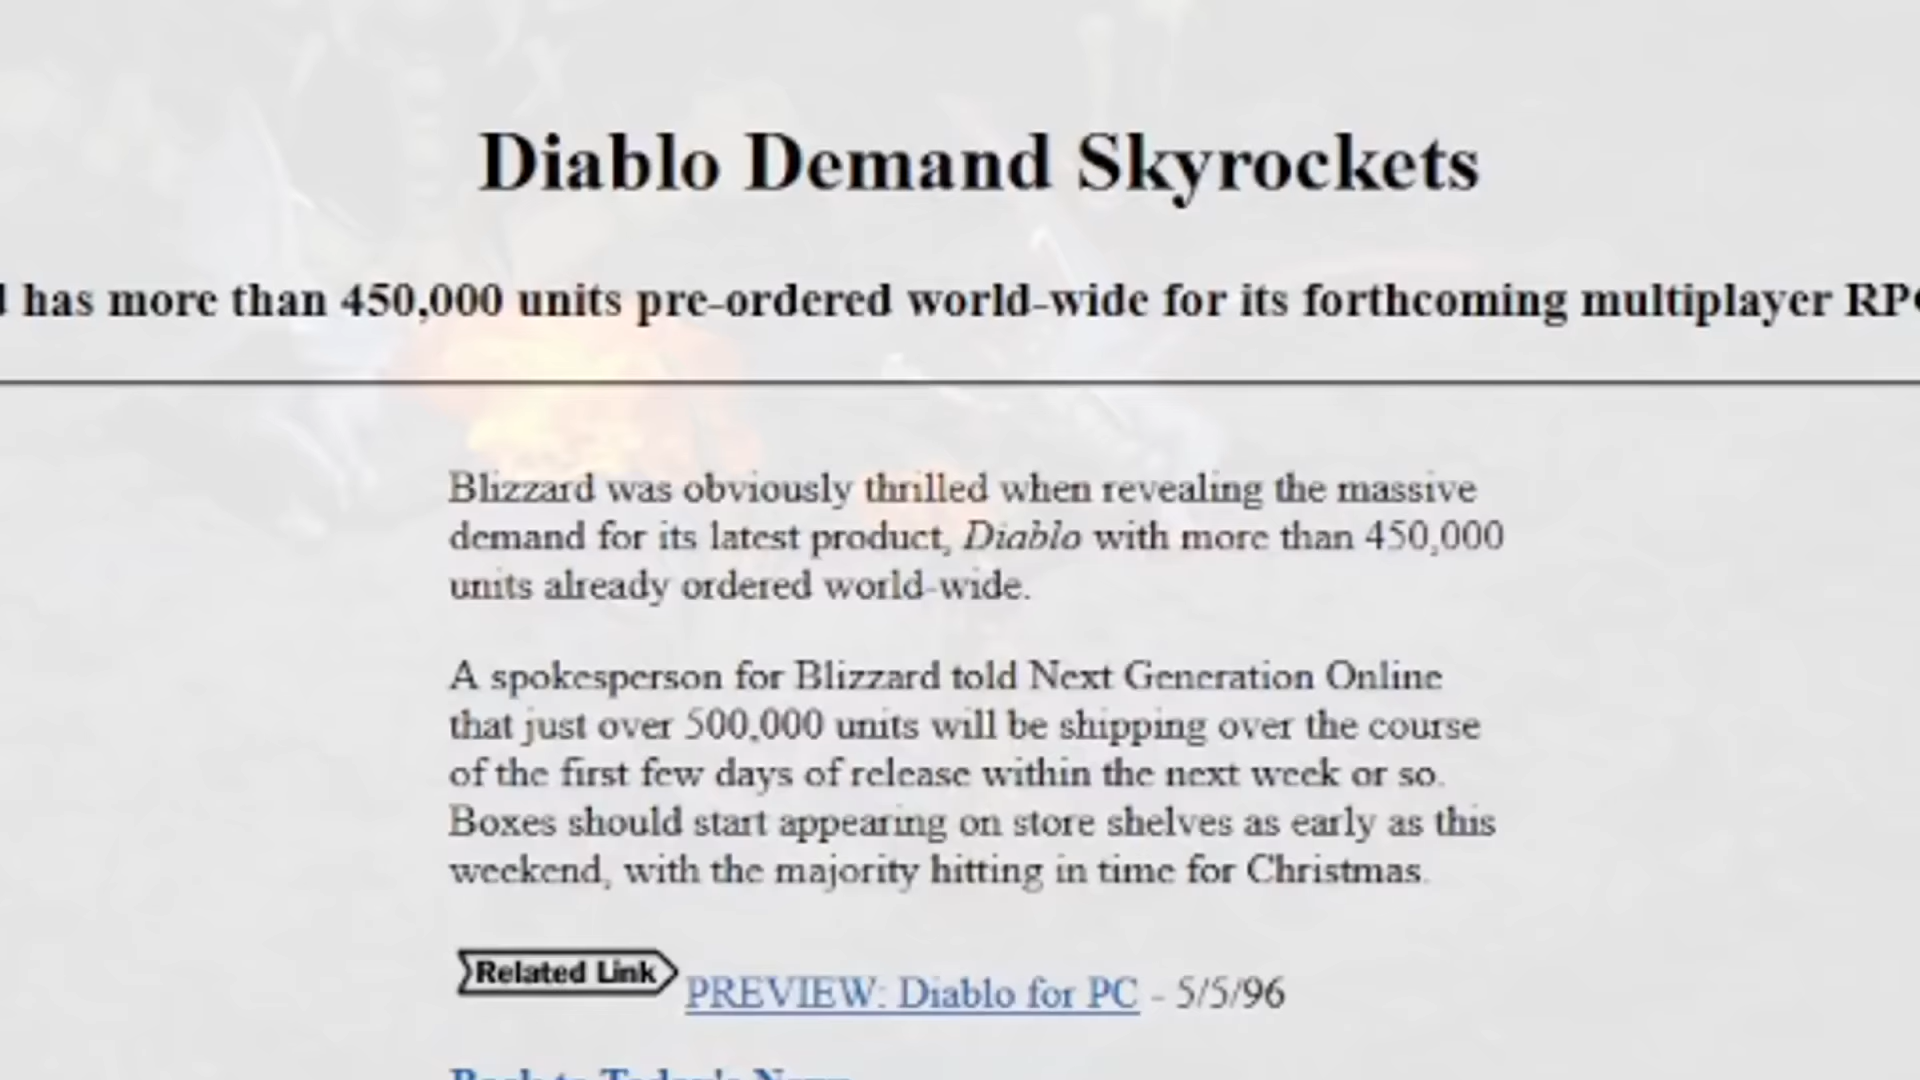 Diablo Demand Skyrockets
has more than 450,000 units pre-ordered world-wide for its forthcoming multiplayer
Blizzard was obviously thrilled when revealing the massive
demand for its latest product, Diablo with more than 450,000
units already ordered world-wide.
A spokesperson for Blizzard told Next Generation Online
that just over 500,000 units will be shipping over the course
of the first few days of release within the next week or so.
Boxes should start appearing on store shelves as early as this
weekend, with the majority hitting in time for Christmas.
Related Link
PREVIEW: Diablo for PC - 5/5/96
Back to Today's News